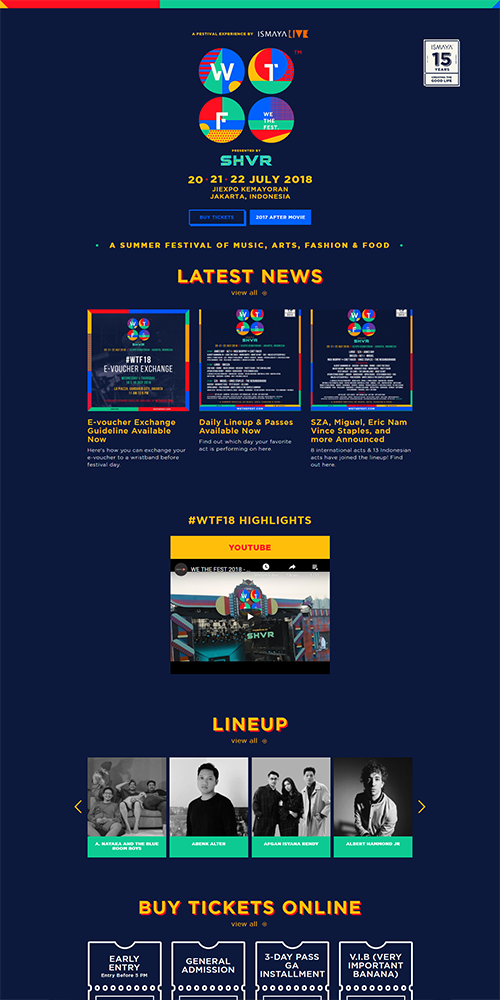 A FESTIVAL EXPERIENCE BY ISMAYA LIVE
W T TM
F WE THE FEST.
ISMAYA
15
YEARS
CREATING THE
GOOD LIFE
PRESENTED BY
SHVR
20 • 21 • 22 JULY 2018
JIEXPO KEMAYORAN
JAKARTA, INDONESIA
BUY TICKETS 2017 AFTER MOVIE
• A SUMMER FESTIVAL OF MUSIC, ARTS, FASHION & FOOD •
LATEST NEWS
view all
W T
F
SHVR
#WTF18
E-VOUCHER EXCHANGE
E-voucher Exchange
Guideline Available
Now
Here's how you can exchange your
e-voucher to a wristband before
festival day.
W T
F
SHVR
Daily Lineup & Passes
Available Now
Find out which day your favorite
act is performing on here.
W T
F
SHVR
SZA, Miguel, Eric Nam
Vince Staples, and
more Announced
8 international acts & 13 Indonesian
acts have joined the lineup! Find
out here.
#WTF18 HIGHLIGHTS
YOUTUBE
WE THE FEST 2018 -...
SHVR
LINEUP
view all
A. NAYAKA AND THE BLUE
ROOM BOYS
ABENK ALTER
AFGAN ISYANA RENDY
ALBERT HAMMOND JR
BUY TICKETS ONLINE
view all
EARLY
ENTRY
Entry Before 5 PM
GENERAL
ADMISSION
3-DAY PASS
GA
INSTALLMENT
V.I.B (VERY
IMPORTANT
BANANA)